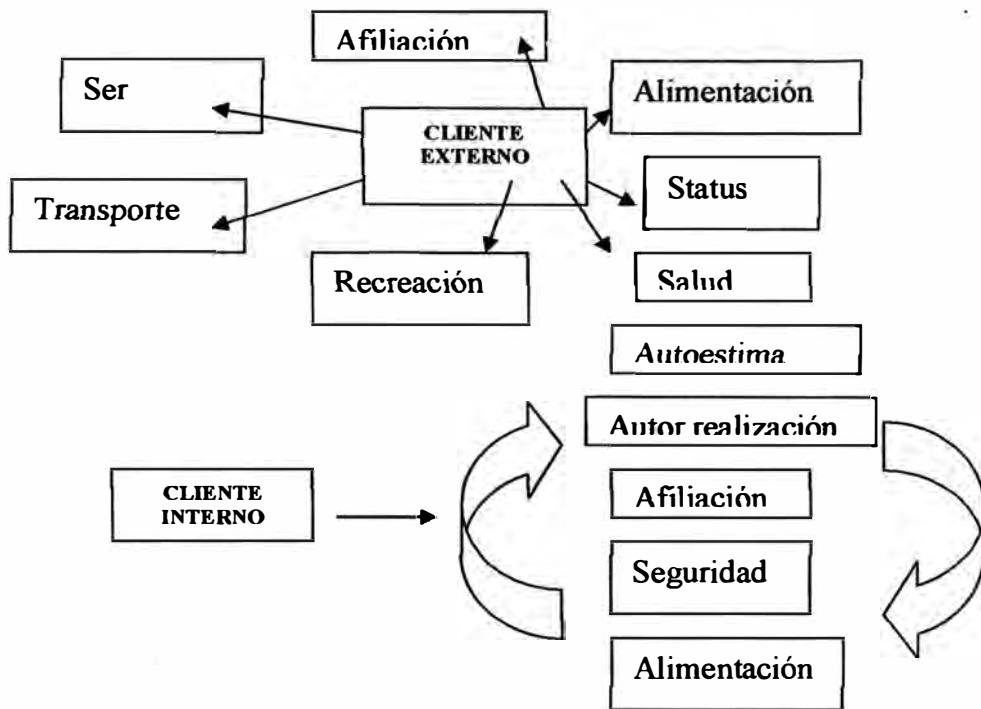 Afiliación
Ser
Alimentación
CLIENTE
EXTERNO
Status
Transporte
Recreación
Salud
Autoestima
Autor realización
CLIENTE
INTERNO
Afiliación
Seguridad
Alimentación